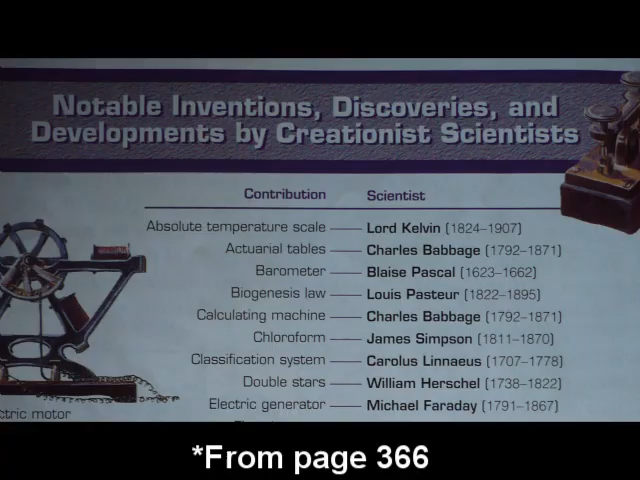 Notable Inventions, Discoveries, and
Developments by Creationist Scientists
Contribution Scientist
Absolute temperature scale — Lord Kelvin (1824–1907)
Actuarial tables — Charles Babbage (1792–1871)
Barometer — Blaise Pascal (1623–1662)
Biogenesis law — Louis Pasteur (1822–1895)
Calculating machine — Charles Babbage (1792–1871)
Chloroform — James Simpson (1811–1870)
Classification system — Carolus Linnaeus (1707–1778)
Double stars — William Herschel (1738–1822)
Electric generator — Michael Faraday (1791–1867)
ctric motor
*From page 366